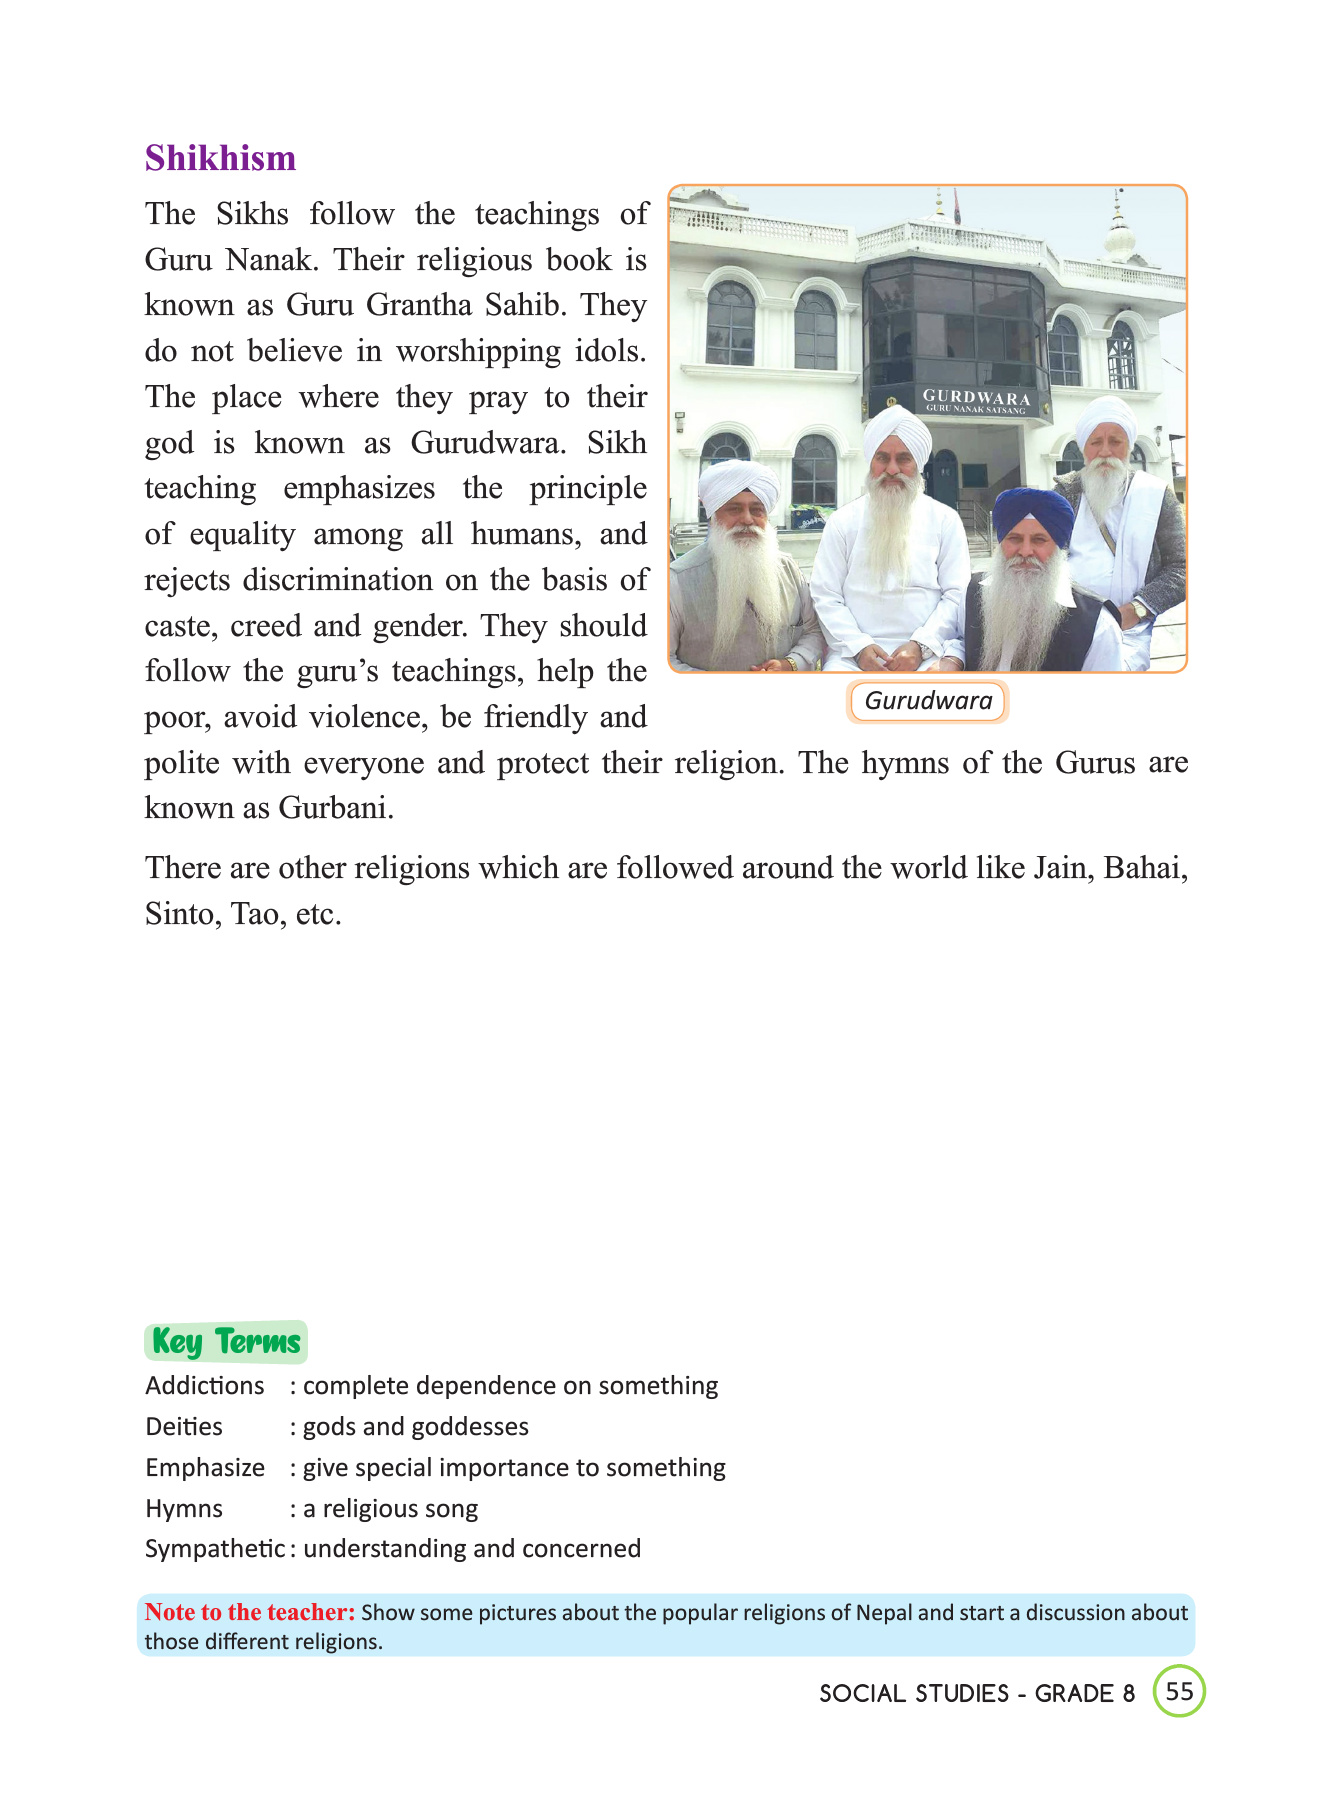 Shikhism
The Sikhs follow the teachings of
Guru Nanak. Their religious book is
known as Guru Grantha Sahib. They
do not believe in worshipping idols.
The place where they pray to their
god is known as Gurudwara. Sikh
teaching emphasizes the principle
of equality among all humans, and
rejects discrimination on the basis of
caste, creed and gender. They should
follow the guru’s teachings, help the
poor, avoid violence, be friendly and
polite with everyone and protect their religion. The hymns of the Gurus are
known as Gurbani.
GURDWARA
GURU NANAK SATSANG
Gurudwara
There are other religions which are followed around the world like Jain, Bahai,
Sinto, Tao, etc.
Key Terms
Addictions : complete dependence on something
Deities : gods and goddesses
Emphasize : give special importance to something
Hymns : a religious song
Sympathetic : understanding and concerned
Note to the teacher: Show some pictures about the popular religions of Nepal and start a discussion about
those different religions.
SOCIAL STUDIES - GRADE 8 55